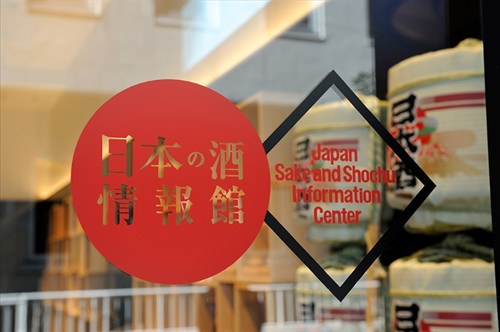 日本の酒
情報館
Japan
Sake and Shochu
Information
Center